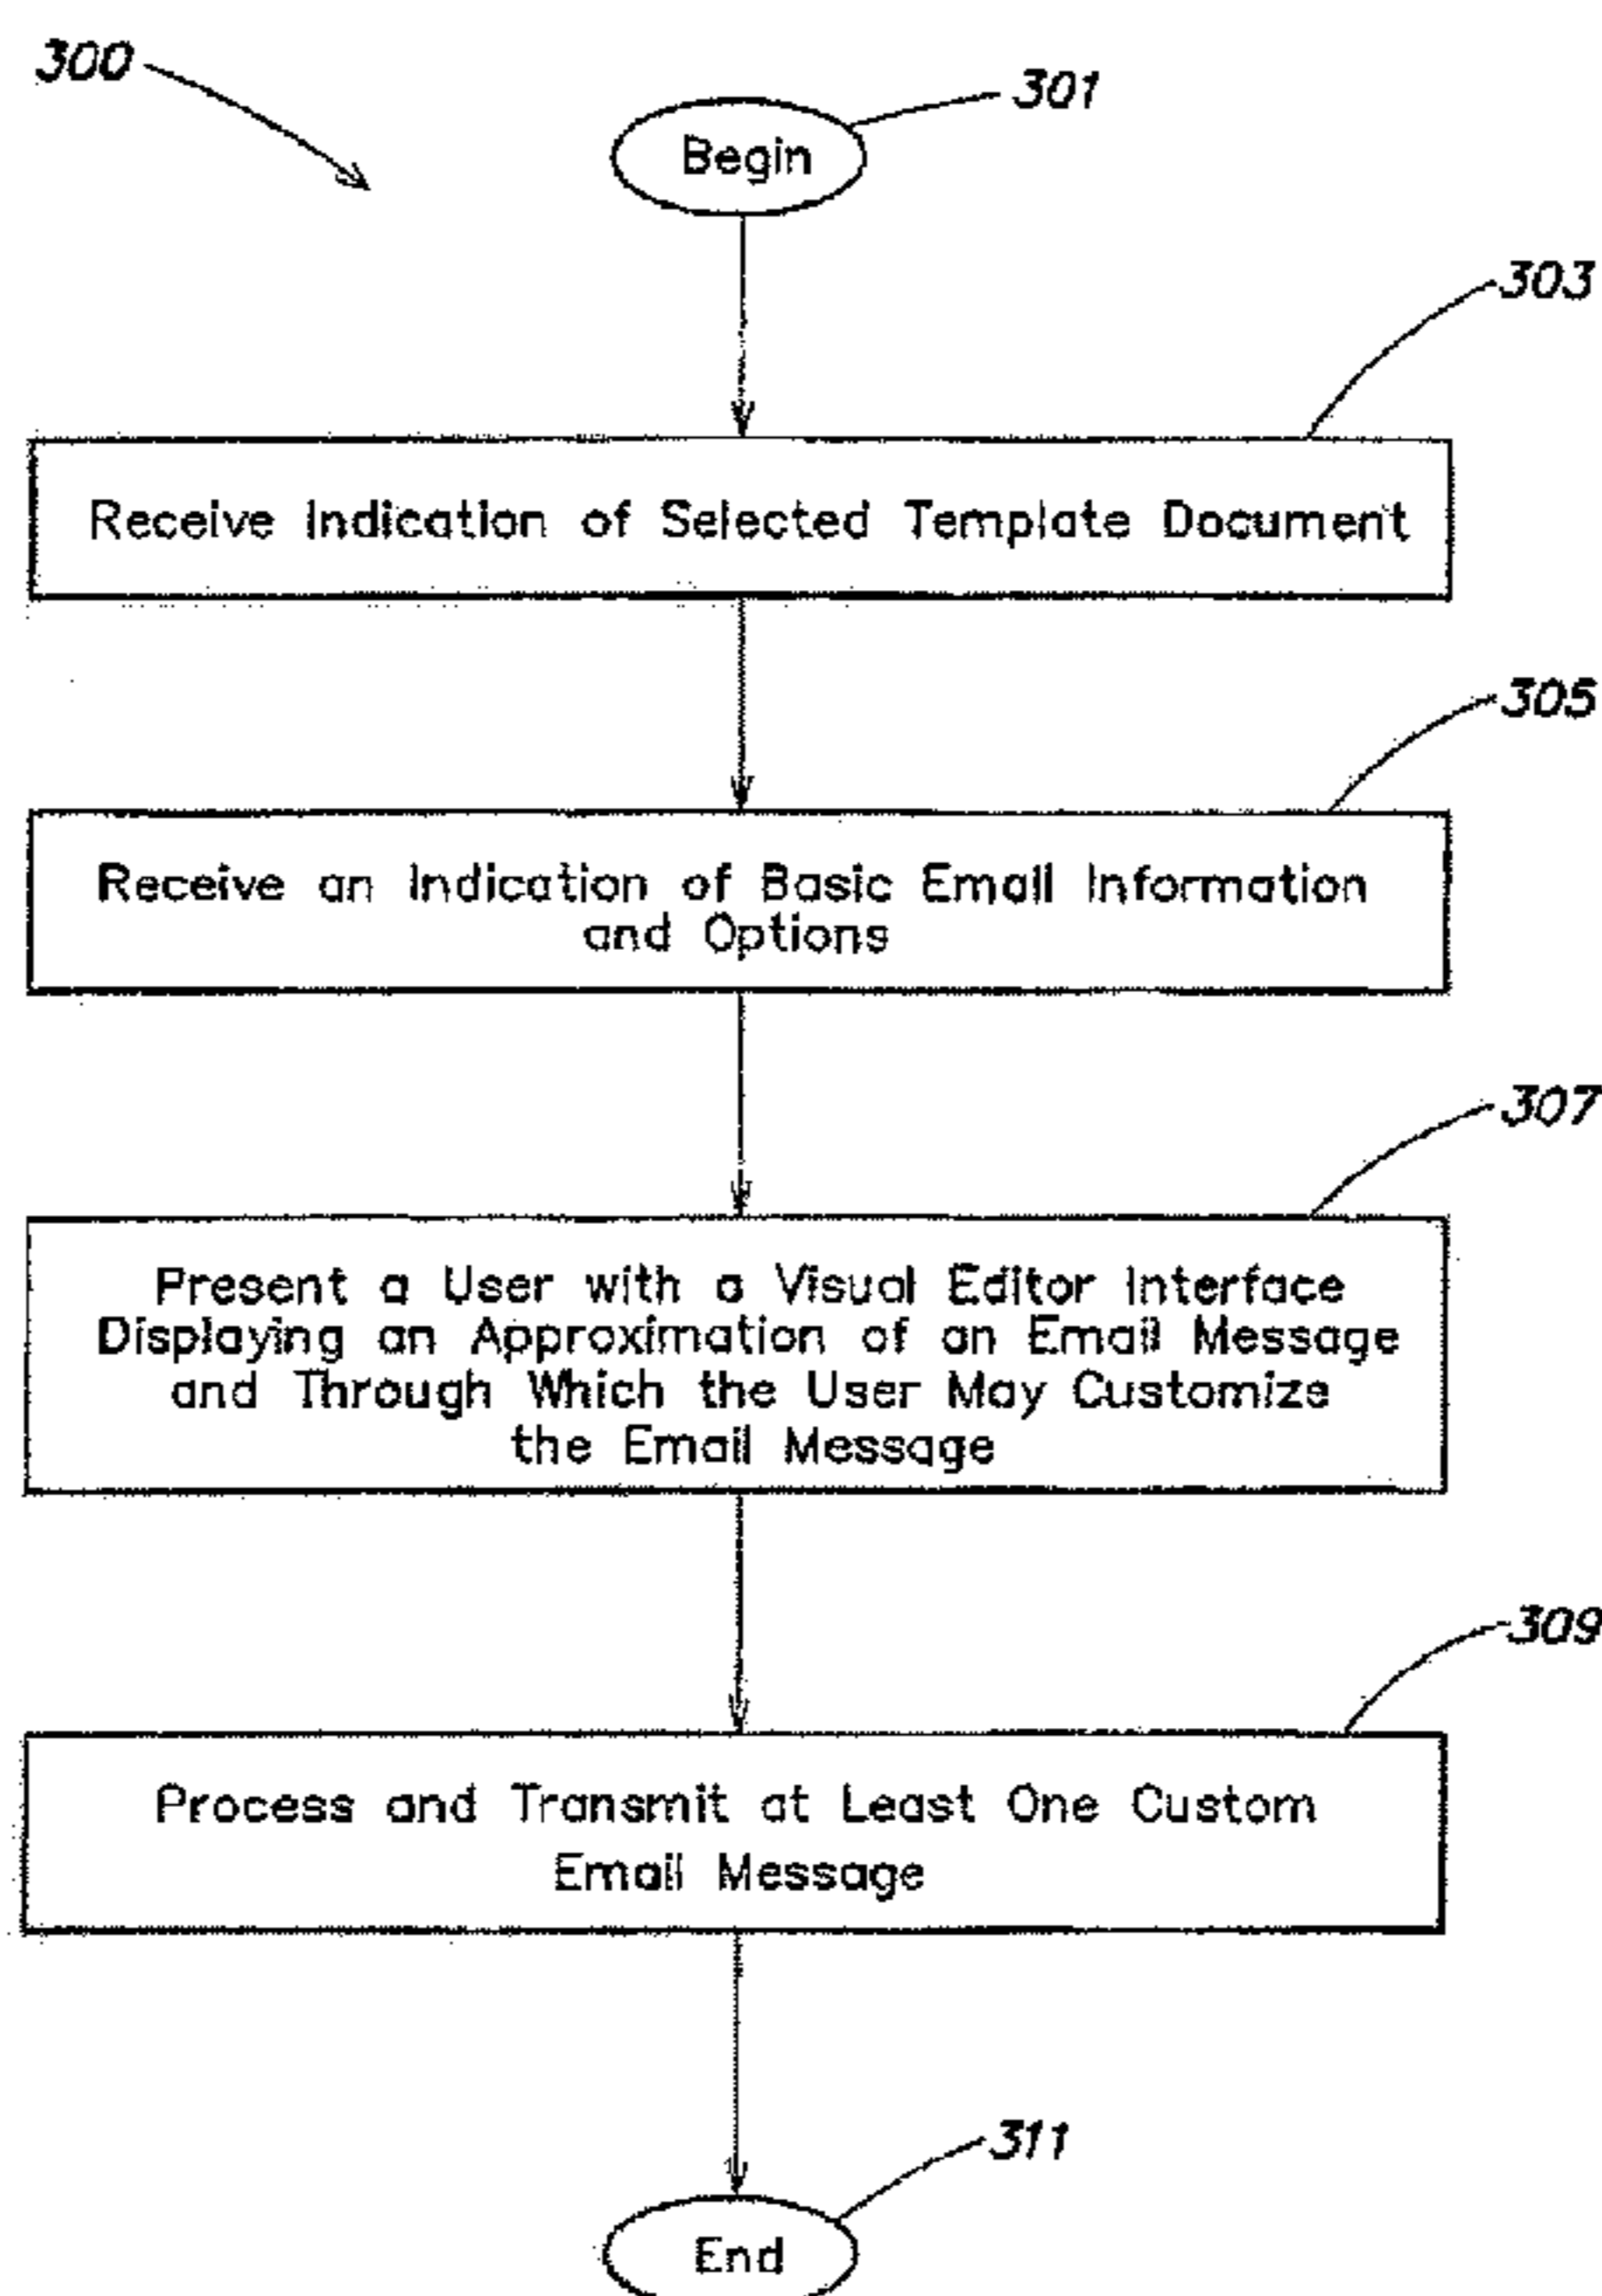 300
301
Begin
303
Receive Indication of Selected Template Document
305
Receive an Indication of Basic Email Information
and Options
307
Present a User with a Visual Editor Interface
Displaying an Approximation of an Email Message
and Through Which the User May Customize
the Email Message
309
Process and Transmit at Least One Custom
Email Message
311
End